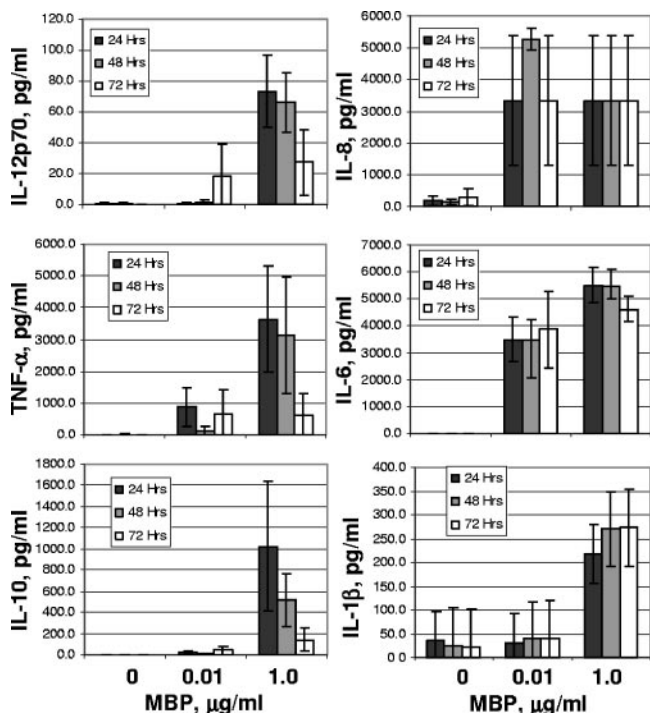 120.0
100.0
80.0
60.0
40.0
20.0
0.0
IL-12p70, pg/ml
24 Hrs
48 Hrs
72 Hrs
6000.0
5000.0
4000.0
3000.0
2000.0
1000.0
0.0
IL-8, pg/ml
24 Hrs
48 Hrs
72 Hrs
6000.0
5000.0
4000.0
3000.0
2000.0
1000.0
0.0
TNF-α, pg/ml
24 Hrs
48 Hrs
72 Hrs
7000.0
6000.0
5000.0
4000.0
3000.0
2000.0
1000.0
0.0
IL-6, pg/ml
24 Hrs
48 Hrs
72 Hrs
1800.0
1600.0
1400.0
1200.0
1000.0
800.0
600.0
400.0
200.0
0.0
IL-10, pg/ml
24 Hrs
48 Hrs
72 Hrs
0 0.01 1.0
MBP, µg/ml
400.0
350.0
300.0
250.0
200.0
150.0
100.0
50.0
0.0
IL-1β, pg/ml
24 Hrs
48 Hrs
72 Hrs
0 0.01 1.0
MBP, µg/ml